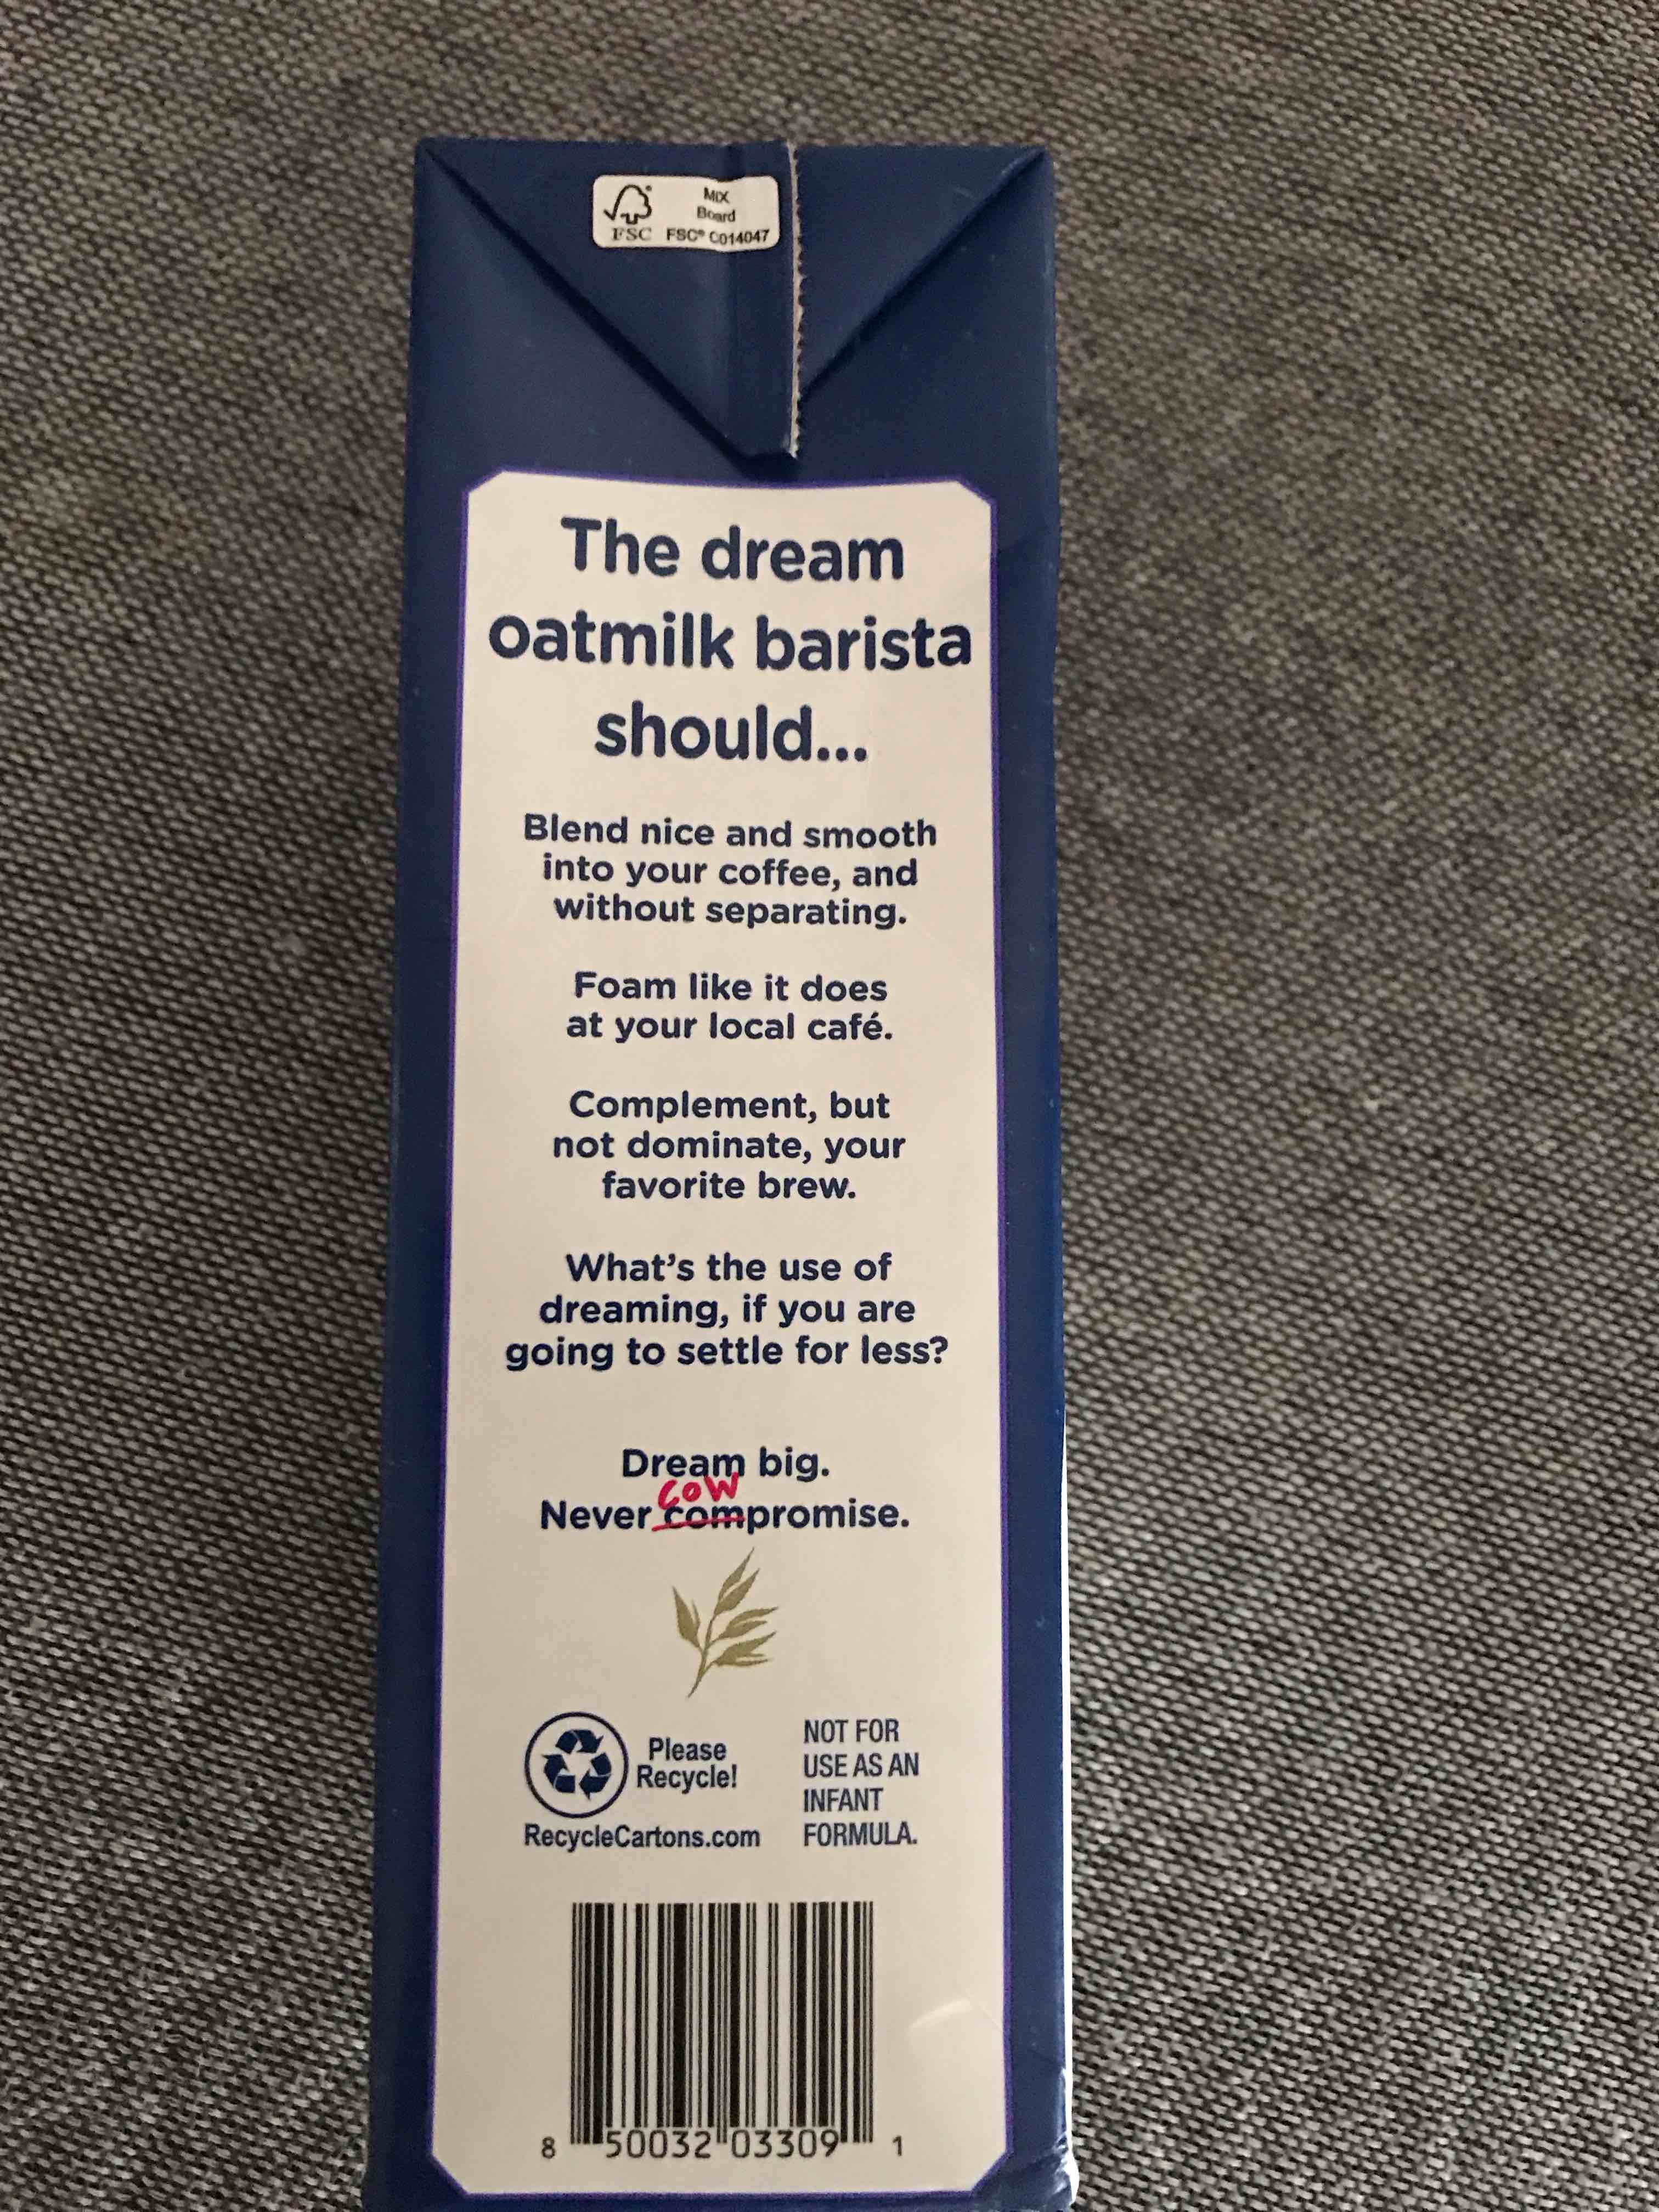 MIX
Board
FSC FSC® C014047
The dream
oatmilk barista
should...
Blend nice and smooth
into your coffee, and
without separating.
Foam like it does
at your local café.
Complement, but
not dominate, your
favorite brew.
What's the use of
dreaming, if you are
going to settle for less?
Dream big.
cow
Never compromise.
Please
Recycle!
RecycleCartons.com
NOT FOR
USE AS AN
INFANT
FORMULA.
8 50032 03309 1